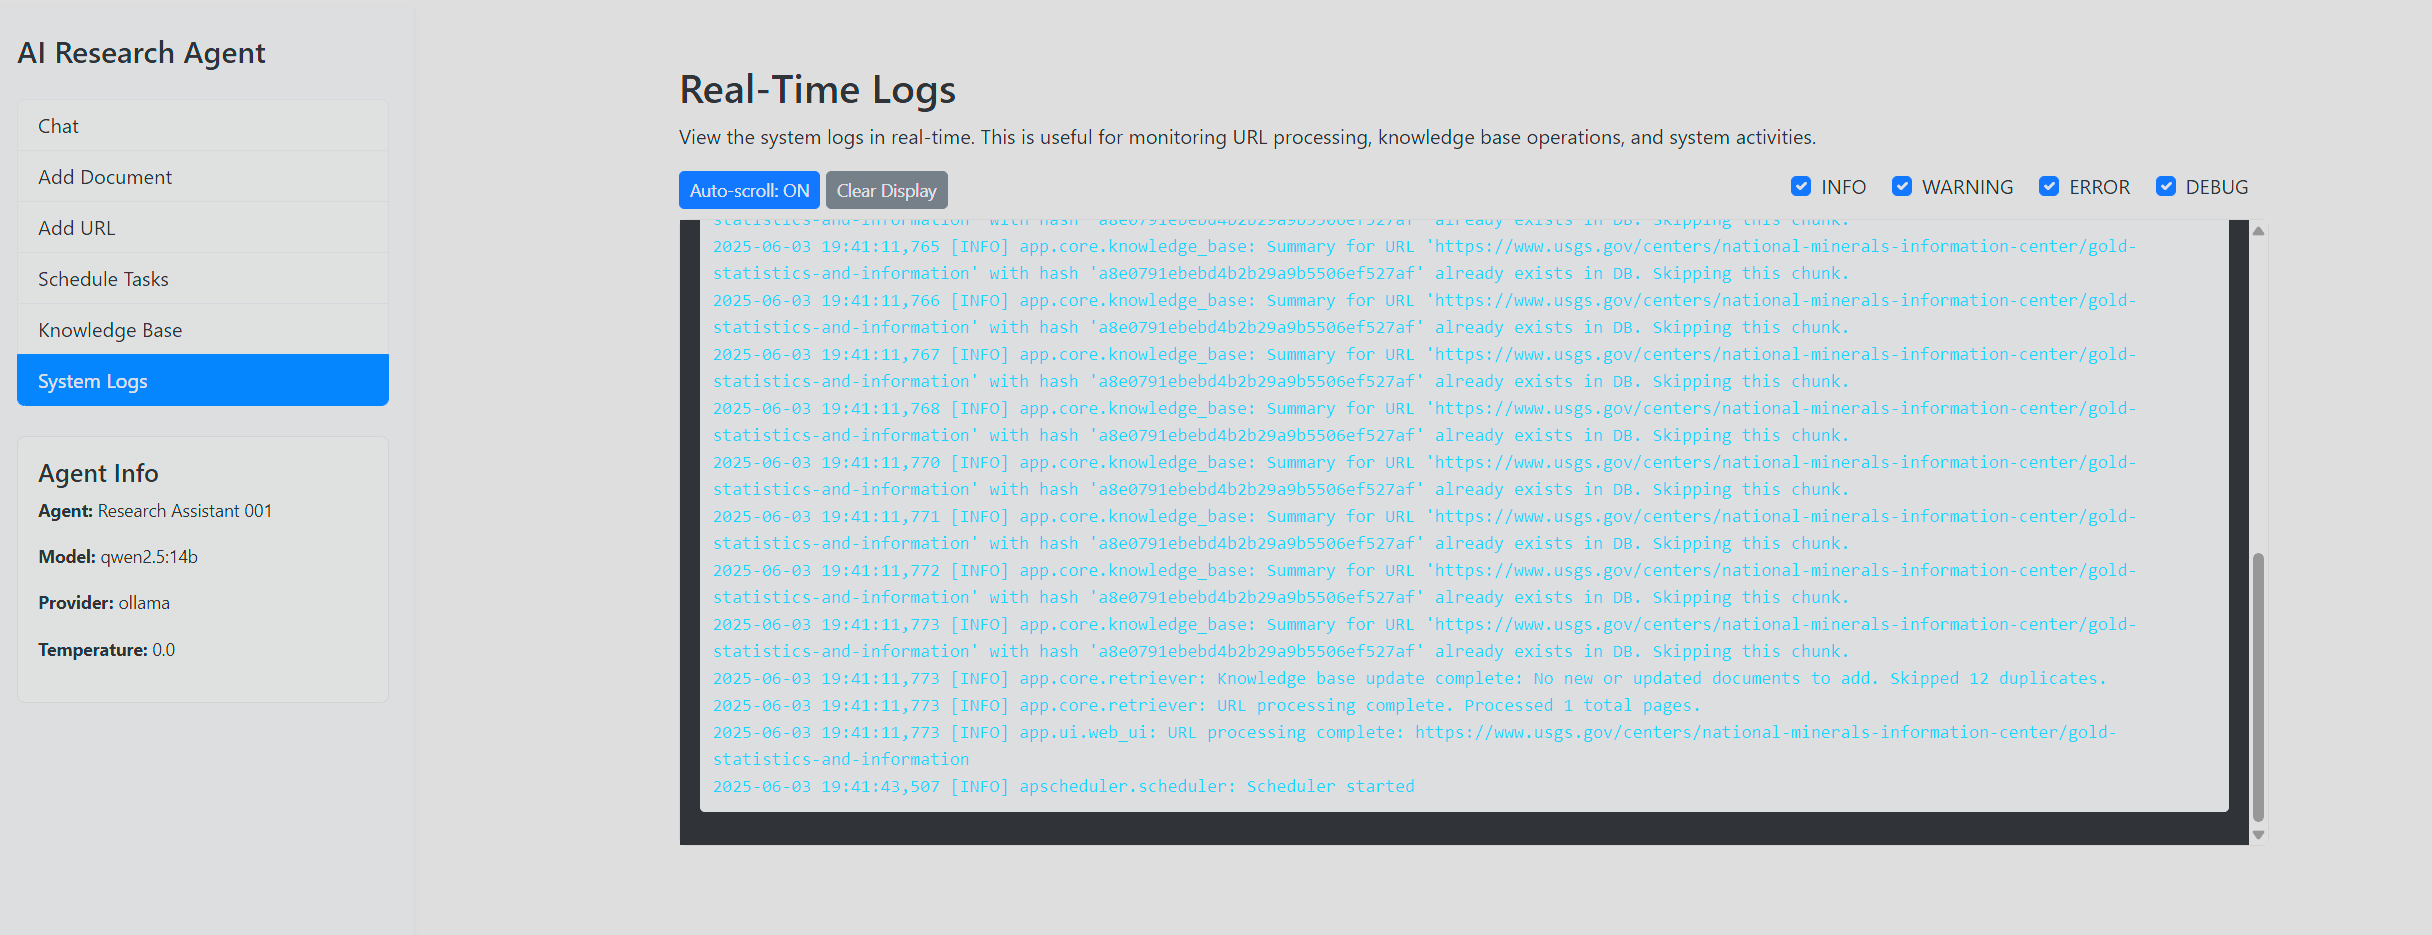 AI Research Agent
Chat
Add Document
Add URL
Schedule Tasks
Knowledge Base
System Logs
Agent Info
Agent: Research Assistant 001
Model: qwen2.5:14b
Provider: ollama
Temperature: 0.0
Real-Time Logs
View the system logs in real-time. This is useful for monitoring URL processing, knowledge base operations, and system activities.
Auto-scroll: ON
Clear Display
INFO
WARNING
ERROR
DEBUG
statistics-and-information' with hash 'a8e0791ebebd4b2b29a9b5506ef527af' already exists in DB. Skipping this chunk.
2025-06-03 19:41:11,765 [INFO] app.core.knowledge_base: Summary for URL 'https://www.usgs.gov/centers/national-minerals-information-center/gold-
statistics-and-information' with hash 'a8e0791ebebd4b2b29a9b5506ef527af' already exists in DB. Skipping this chunk.
2025-06-03 19:41:11,766 [INFO] app.core.knowledge_base: Summary for URL 'https://www.usgs.gov/centers/national-minerals-information-center/gold-
statistics-and-information' with hash 'a8e0791ebebd4b2b29a9b5506ef527af' already exists in DB. Skipping this chunk.
2025-06-03 19:41:11,767 [INFO] app.core.knowledge_base: Summary for URL 'https://www.usgs.gov/centers/national-minerals-information-center/gold-
statistics-and-information' with hash 'a8e0791ebebd4b2b29a9b5506ef527af' already exists in DB. Skipping this chunk.
2025-06-03 19:41:11,768 [INFO] app.core.knowledge_base: Summary for URL 'https://www.usgs.gov/centers/national-minerals-information-center/gold-
statistics-and-information' with hash 'a8e0791ebebd4b2b29a9b5506ef527af' already exists in DB. Skipping this chunk.
2025-06-03 19:41:11,770 [INFO] app.core.knowledge_base: Summary for URL 'https://www.usgs.gov/centers/national-minerals-information-center/gold-
statistics-and-information' with hash 'a8e0791ebebd4b2b29a9b5506ef527af' already exists in DB. Skipping this chunk.
2025-06-03 19:41:11,771 [INFO] app.core.knowledge_base: Summary for URL 'https://www.usgs.gov/centers/national-minerals-information-center/gold-
statistics-and-information' with hash 'a8e0791ebebd4b2b29a9b5506ef527af' already exists in DB. Skipping this chunk.
2025-06-03 19:41:11,772 [INFO] app.core.knowledge_base: Summary for URL 'https://www.usgs.gov/centers/national-minerals-information-center/gold-
statistics-and-information' with hash 'a8e0791ebebd4b2b29a9b5506ef527af' already exists in DB. Skipping this chunk.
2025-06-03 19:41:11,773 [INFO] app.core.knowledge_base: Summary for URL 'https://www.usgs.gov/centers/national-minerals-information-center/gold-
statistics-and-information' with hash 'a8e0791ebebd4b2b29a9b5506ef527af' already exists in DB. Skipping this chunk.
2025-06-03 19:41:11,773 [INFO] app.core.retriever: Knowledge base update complete: No new or updated documents to add. Skipped 12 duplicates.
2025-06-03 19:41:11,773 [INFO] app.core.retriever: URL processing complete. Processed 1 total pages.
2025-06-03 19:41:11,773 [INFO] app.ui.web_ui: URL processing complete: https://www.usgs.gov/centers/national-minerals-information-center/gold-
statistics-and-information
2025-06-03 19:41:43,507 [INFO] apscheduler.scheduler: Scheduler started